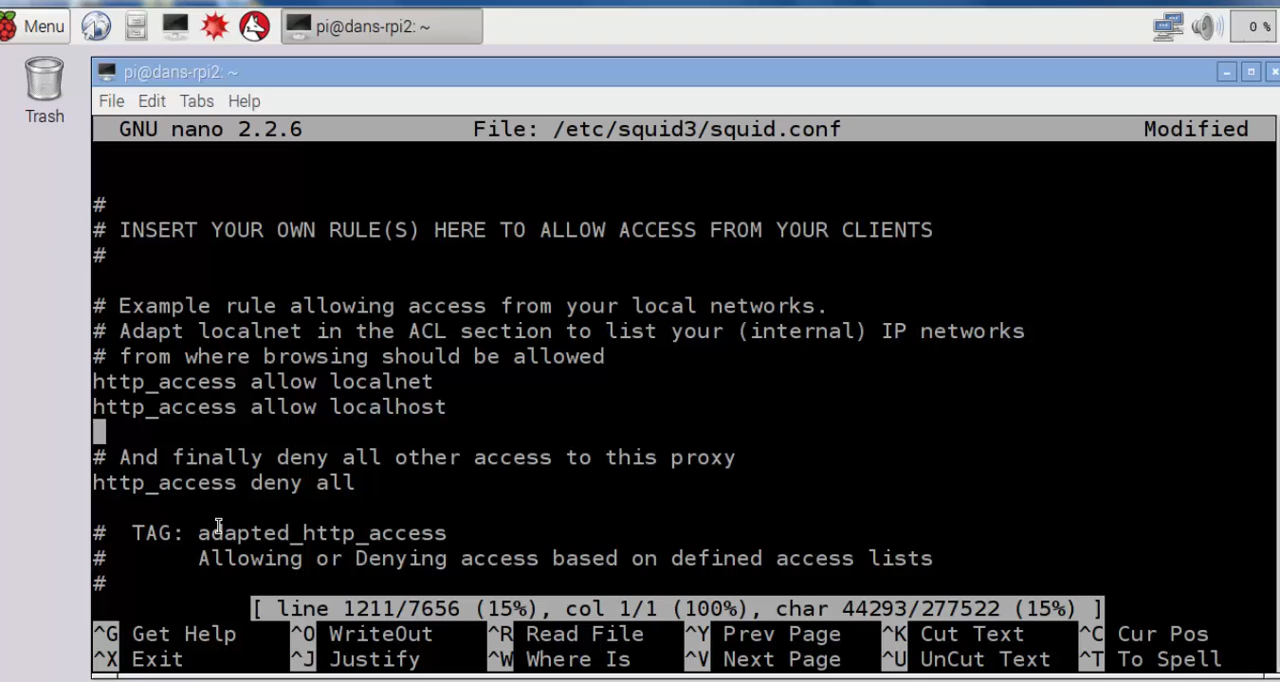 Menu
pi@dans-rpi2: ~
0 %
Trash
pi@dans-rpi2: ~
File Edit Tabs Help
GNU nano 2.2.6 File: /etc/squid3/squid.conf Modified
#
# INSERT YOUR OWN RULE(S) HERE TO ALLOW ACCESS FROM YOUR CLIENTS
#
# Example rule allowing access from your local networks.
# Adapt localnet in the ACL section to list your (internal) IP networks
# from where browsing should be allowed
http_access allow localnet
http_access allow localhost
# And finally deny all other access to this proxy
http_access deny all
# TAG: adapted_http_access
# Allowing or Denying access based on defined access lists
#
[ line 1211/7656 (15%), col 1/1 (100%), char 44293/277522 (15%) ]
^G Get Help ^O WriteOut ^R Read File ^Y Prev Page ^K Cut Text ^C Cur Pos
^X Exit ^J Justify ^W Where Is ^V Next Page ^U UnCut Text ^T To Spell